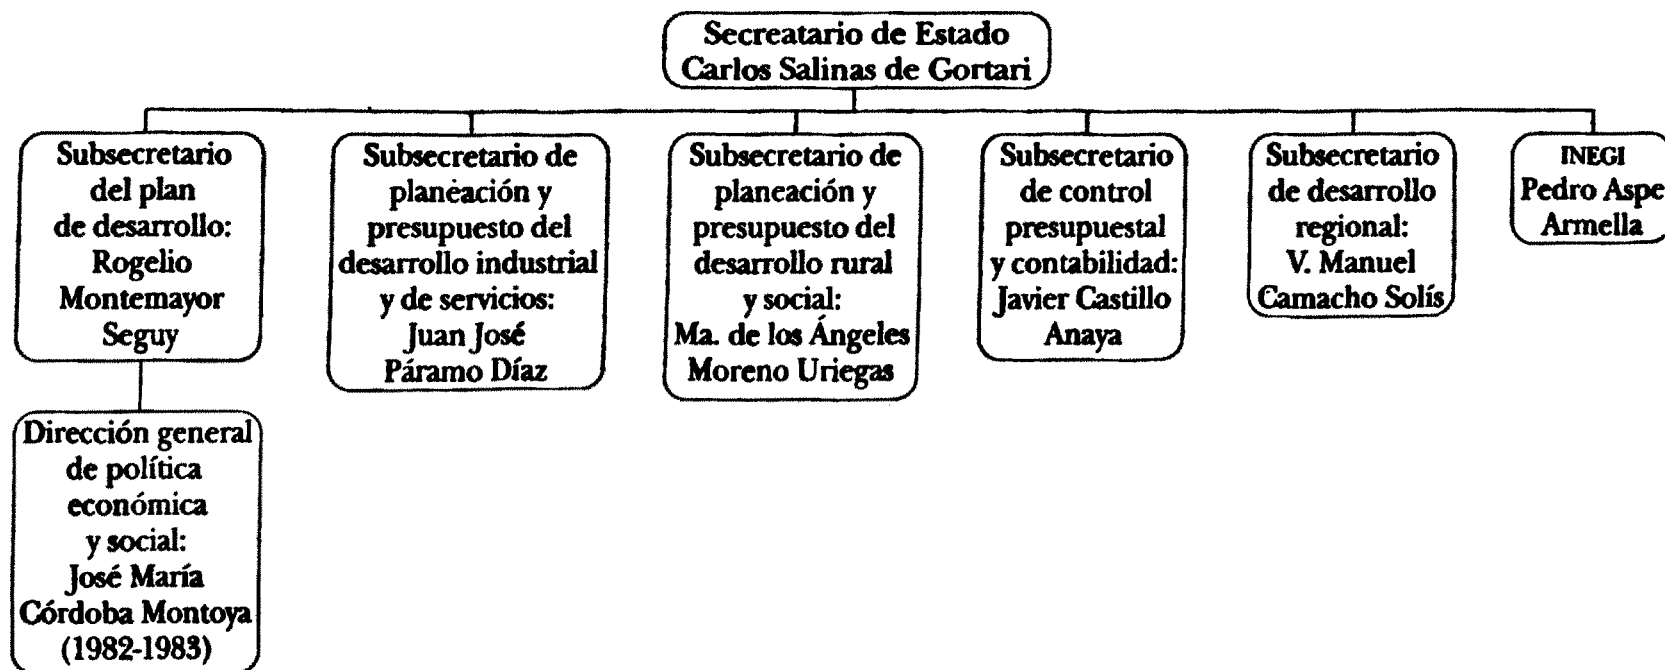 Secreatario de Estado
Carlos Salinas de Gortari
Subsecretario
del plan
de desarrollo:
Rogelio
Montemayor
Seguy
Subsecretario de
planeación y
presupuesto del
desarrollo industrial
y de servicios:
Juan José
Páramo Díaz
Subsecretario de
planeación y
presupuesto del
desarrollo rural
y social:
Ma. de los Ángeles
Moreno Uriegas
Subsecretario
de control
presupuestal
y contabilidad:
Javier Castillo
Anaya
Subsecretario
de desarrollo
regional:
V. Manuel
Camacho Solís
INEGI
Pedro Aspe
Armella
Dirección general
de política
económica
y social:
José María
Córdoba Montoya
(1982-1983)